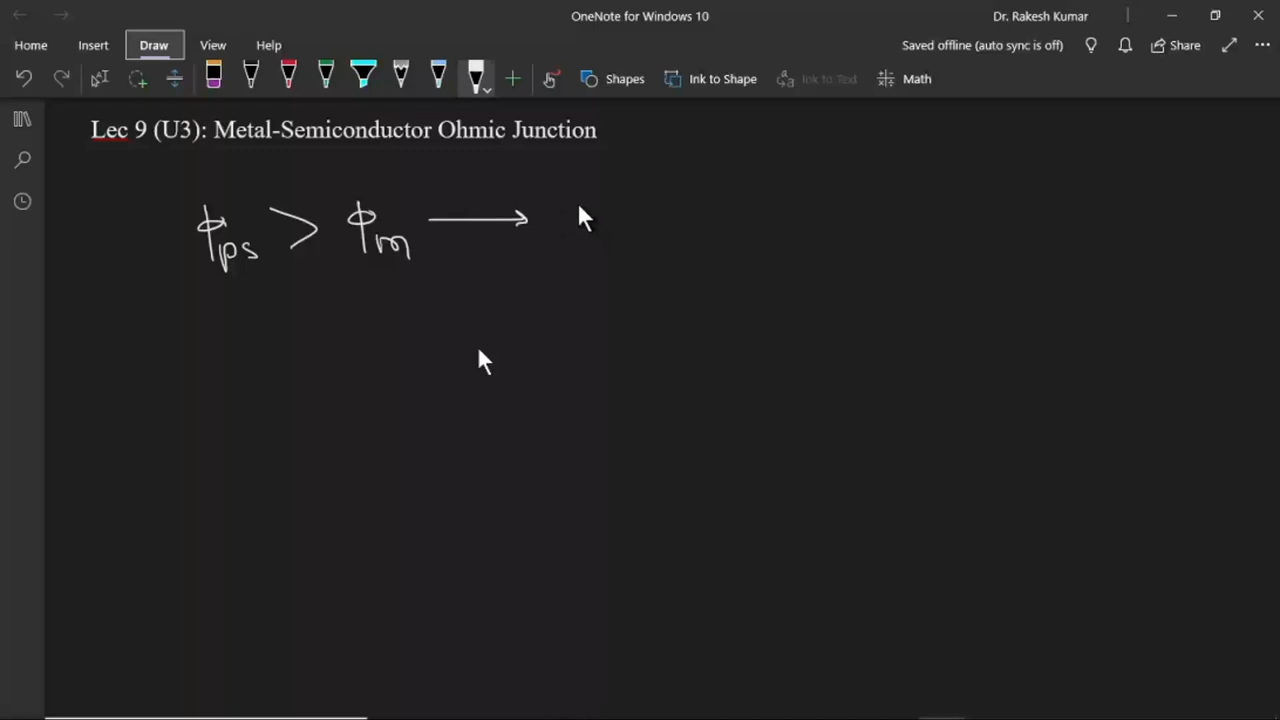 OneNote for Windows 10
Dr. Rakesh Kumar
Home Insert Draw View Help
Saved offline (auto sync is off)
Share
Shapes
Ink to Shape
Ink to Text
Math
Lec 9 (U3): Metal-Semiconductor Ohmic Junction
ϕps > ϕm ⟶